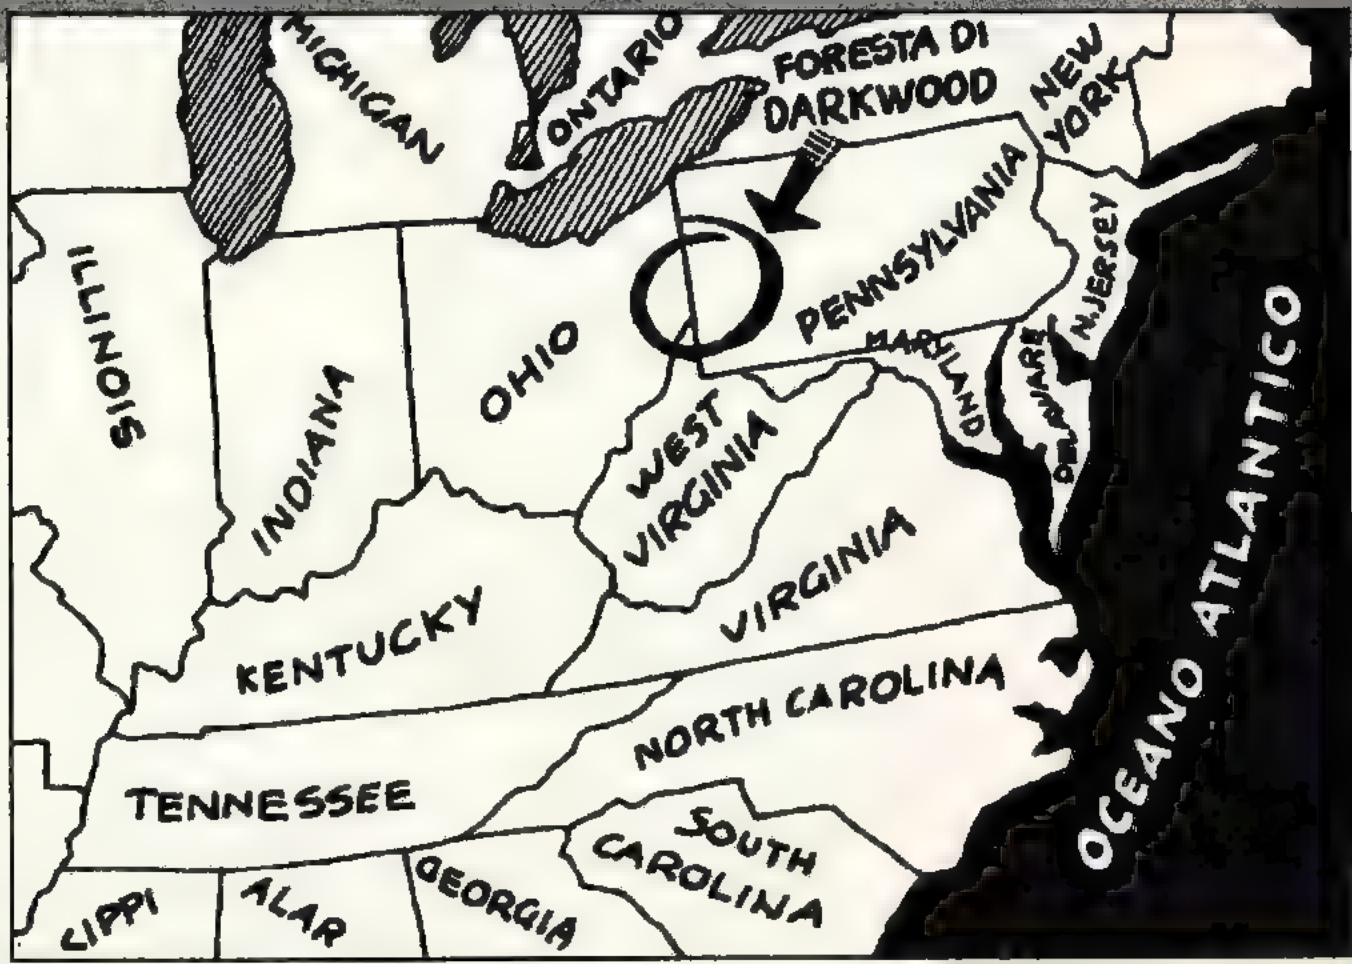 MICHIGAN
ONTARIO
FORESTA DI
DARKWOOD
NEW
YORK
ILLINOIS
INDIANA
OHIO
PENNSYLVANIA
N.JERSEY
MARYLAND
DELAWARE
WEST
VIRGINIA
VIRGINIA
KENTUCKY
OCEANO ATLANTICO
NORTH CAROLINA
TENNESSEE
SOUTH
CAROLINA
CIPPI
ALAR
GEORGIA